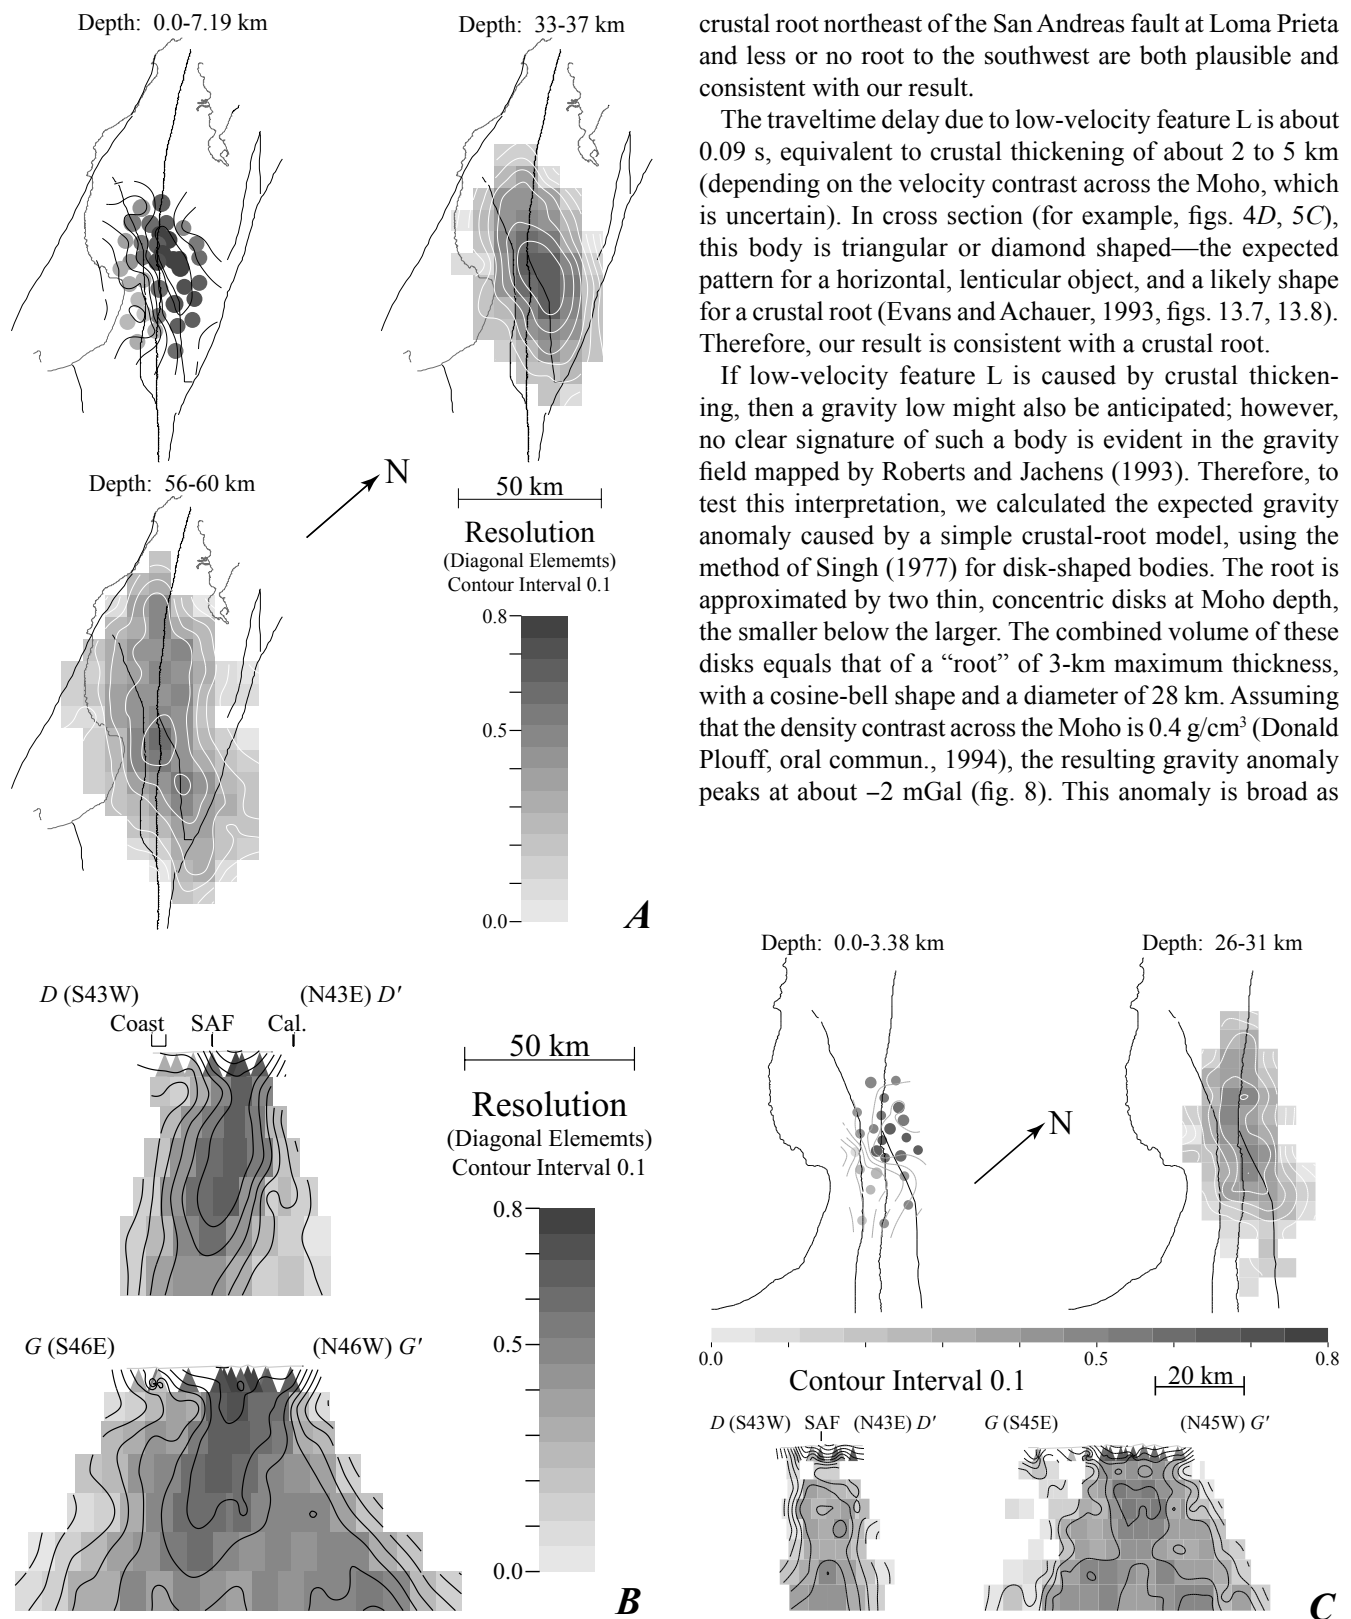 Depth: 0.0-7.19 km
Depth: 33-37 km
Depth: 56-60 km
N
50 km
Resolution
(Diagonal Elememts)
Contour Interval 0.1
0.8
0.5
0.0
A
D (S43W)
(N43E) D′
Coast
SAF
Cal.
50 km
Resolution
(Diagonal Elememts)
Contour Interval 0.1
0.8
0.5
0.0
G (S46E)
(N46W) G′
B
crustal root northeast of the San Andreas fault at Loma Prieta
and less or no root to the southwest are both plausible and
consistent with our result.
The traveltime delay due to low-velocity feature L is about
0.09 s, equivalent to crustal thickening of about 2 to 5 km
(depending on the velocity contrast across the Moho, which
is uncertain). In cross section (for example, figs. 4D, 5C),
this body is triangular or diamond shaped—the expected
pattern for a horizontal, lenticular object, and a likely shape
for a crustal root (Evans and Achauer, 1993, figs. 13.7, 13.8).
Therefore, our result is consistent with a crustal root.
If low-velocity feature L is caused by crustal thicken-
ing, then a gravity low might also be anticipated; however,
no clear signature of such a body is evident in the gravity
field mapped by Roberts and Jachens (1993). Therefore, to
test this interpretation, we calculated the expected gravity
anomaly caused by a simple crustal-root model, using the
method of Singh (1977) for disk-shaped bodies. The root is
approximated by two thin, concentric disks at Moho depth,
the smaller below the larger. The combined volume of these
disks equals that of a “root” of 3-km maximum thickness,
with a cosine-bell shape and a diameter of 28 km. Assuming
that the density contrast across the Moho is 0.4 g/cm³ (Donald
Plouff, oral commun., 1994), the resulting gravity anomaly
peaks at about −2 mGal (fig. 8). This anomaly is broad as
Depth: 0.0-3.38 km
Depth: 26-31 km
N
0.0
0.5
0.8
Contour Interval 0.1
20 km
D (S43W)
SAF
(N43E) D′
G (S45E)
(N45W) G′
C